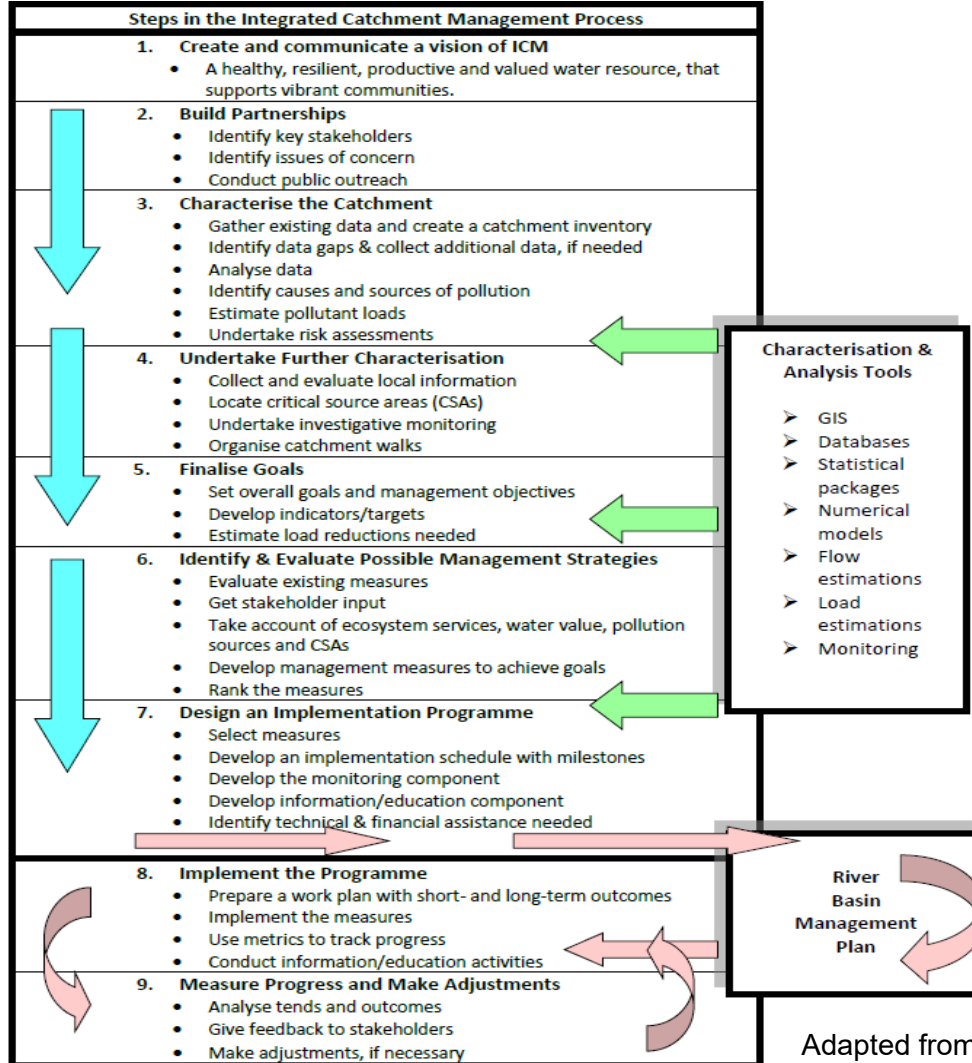 Steps in the Integrated Catchment Management Process
1. Create and communicate a vision of ICM
• A healthy, resilient, productive and valued water resource, that
supports vibrant communities.
2. Build Partnerships
• Identify key stakeholders
• Identify issues of concern
• Conduct public outreach
3. Characterise the Catchment
• Gather existing data and create a catchment inventory
• Identify data gaps & collect additional data, if needed
• Analyse data
• Identify causes and sources of pollution
• Estimate pollutant loads
• Undertake risk assessments
4. Undertake Further Characterisation
• Collect and evaluate local information
• Locate critical source areas (CSAs)
• Undertake investigative monitoring
• Organise catchment walks
5. Finalise Goals
• Set overall goals and management objectives
• Develop indicators/targets
• Estimate load reductions needed
6. Identify & Evaluate Possible Management Strategies
• Evaluate existing measures
• Get stakeholder input
• Take account of ecosystem services, water value, pollution
sources and CSAs
• Develop management measures to achieve goals
• Rank the measures
7. Design an Implementation Programme
• Select measures
• Develop an implementation schedule with milestones
• Develop the monitoring component
• Develop information/education component
• Identify technical & financial assistance needed
8. Implement the Programme
• Prepare a work plan with short- and long-term outcomes
• Implement the measures
• Use metrics to track progress
• Conduct information/education activities
9. Measure Progress and Make Adjustments
• Analyse tends and outcomes
• Give feedback to stakeholders
• Make adjustments, if necessary
Characterisation &
Analysis Tools
➢ GIS
➢ Databases
➢ Statistical
packages
➢ Numerical
models
➢ Flow
estimations
➢ Load
estimations
➢ Monitoring
River
Basin
Management
Plan
Adapted from